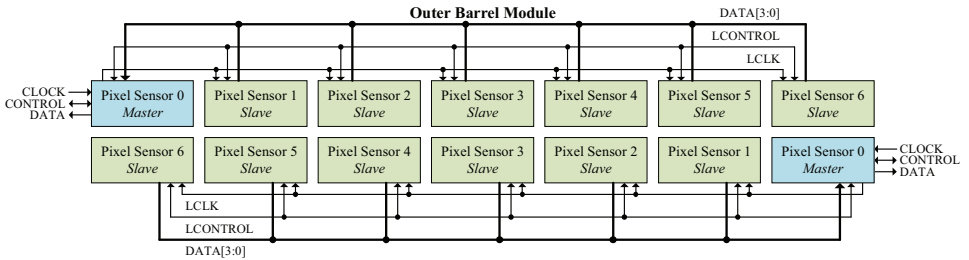 Outer Barrel Module
DATA[3:0]
LCONTROL
LCLK
CLOCK
CONTROL
DATA
Pixel Sensor 0
Master
Pixel Sensor 1
Slave
Pixel Sensor 2
Slave
Pixel Sensor 3
Slave
Pixel Sensor 4
Slave
Pixel Sensor 5
Slave
Pixel Sensor 6
Slave
Pixel Sensor 6
Slave
Pixel Sensor 5
Slave
Pixel Sensor 4
Slave
Pixel Sensor 3
Slave
Pixel Sensor 2
Slave
Pixel Sensor 1
Slave
Pixel Sensor 0
Master
CLOCK
CONTROL
DATA
LCLK
LCONTROL
DATA[3:0]